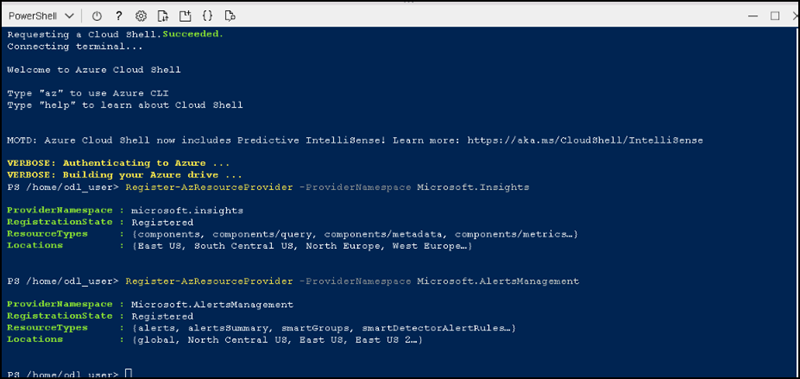 PowerShell
Requesting a Cloud Shell.Succeeded.
Connecting terminal...
Welcome to Azure Cloud Shell
Type "az" to use Azure CLI
Type "help" to learn about Cloud Shell
MOTD: Azure Cloud Shell now includes Predictive IntelliSense! Learn more: https://aka.ms/CloudShell/IntelliSense
VERBOSE: Authenticating to Azure ...
VERBOSE: Building your Azure drive ...
PS /home/odl_user> Register-AzResourceProvider -ProviderNamespace Microsoft.Insights
ProviderNamespace : microsoft.insights
RegistrationState : Registered
ResourceTypes     : {components, components/query, components/metadata, components/metrics…}
Locations         : {East US, South Central US, North Europe, West Europe…}
PS /home/odl_user> Register-AzResourceProvider -ProviderNamespace Microsoft.AlertsManagement
ProviderNamespace : Microsoft.AlertsManagement
RegistrationState : Registered
ResourceTypes     : {alerts, alertsSummary, smartGroups, smartDetectorAlertRules…}
Locations         : {global, North Central US, East US, East US 2…}
PS /home/odl_user>